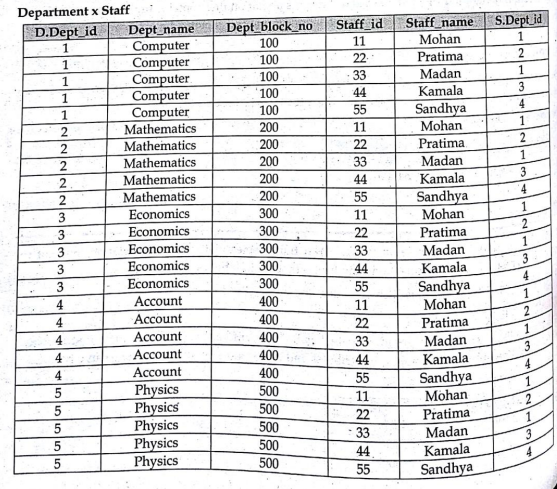 Department x Staff
D.Dept_id Dept_name Dept_block_no Staff_id Staff_name S.Dept_id
1 Computer 100 11 Mohan 1
1 Computer 100 22 Pratima 2
1 Computer 100 33 Madan 1
1 Computer 100 44 Kamala 3
1 Computer 100 55 Sandhya 4
2 Mathematics 200 11 Mohan 1
2 Mathematics 200 22 Pratima 2
2 Mathematics 200 33 Madan 1
2 Mathematics 200 44 Kamala 3
2 Mathematics 200 55 Sandhya 4
3 Economics 300 11 Mohan 1
3 Economics 300 22 Pratima 2
3 Economics 300 33 Madan 1
3 Economics 300 44 Kamala 3
3 Economics 300 55 Sandhya 4
4 Account 400 11 Mohan 1
4 Account 400 22 Pratima 2
4 Account 400 33 Madan 1
4 Account 400 44 Kamala 3
4 Account 400 55 Sandhya 4
5 Physics 500 11 Mohan 1
5 Physics 500 22 Pratima 2
5 Physics 500 33 Madan 1
5 Physics 500 44 Kamala 3
5 Physics 500 55 Sandhya 4